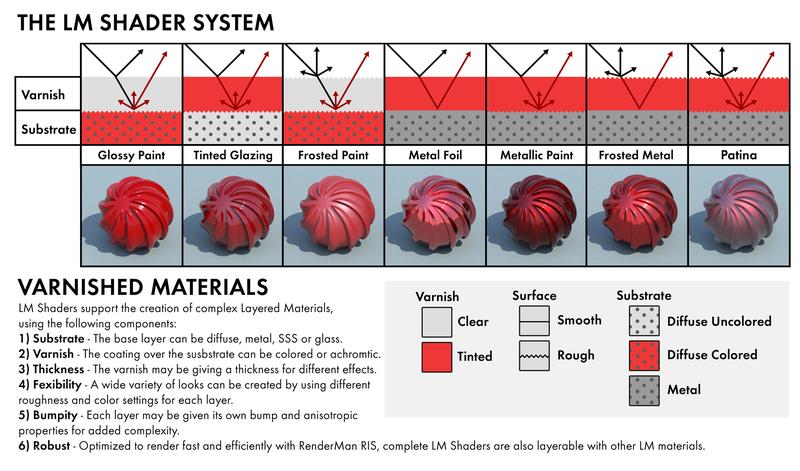 THE LM SHADER SYSTEM
Varnish
Substrate
Glossy Paint
Tinted Glazing
Frosted Paint
Metal Foil
Metallic Paint
Frosted Metal
Patina
VARNISHED MATERIALS
LM Shaders support the creation of complex Layered Materials,
using the following components:
1) Substrate - The base layer can be diffuse, metal, SSS or glass.
2) Varnish - The coating over the susbstrate can be colored or achromtic.
3) Thickness - The varnish may be giving a thickness for different effects.
4) Fexibility - A wide variety of looks can be created by using different
roughness and color settings for each layer.
5) Bumpity - Each layer may be given its own bump and anisotropic
properties for added complexity.
6) Robust - Optimized to render fast and efficiently with RenderMan RIS, complete LM Shaders are also layerable with other LM materials.
Varnish
Clear
Tinted
Surface
Smooth
Rough
Substrate
Diffuse Uncolored
Diffuse Colored
Metal